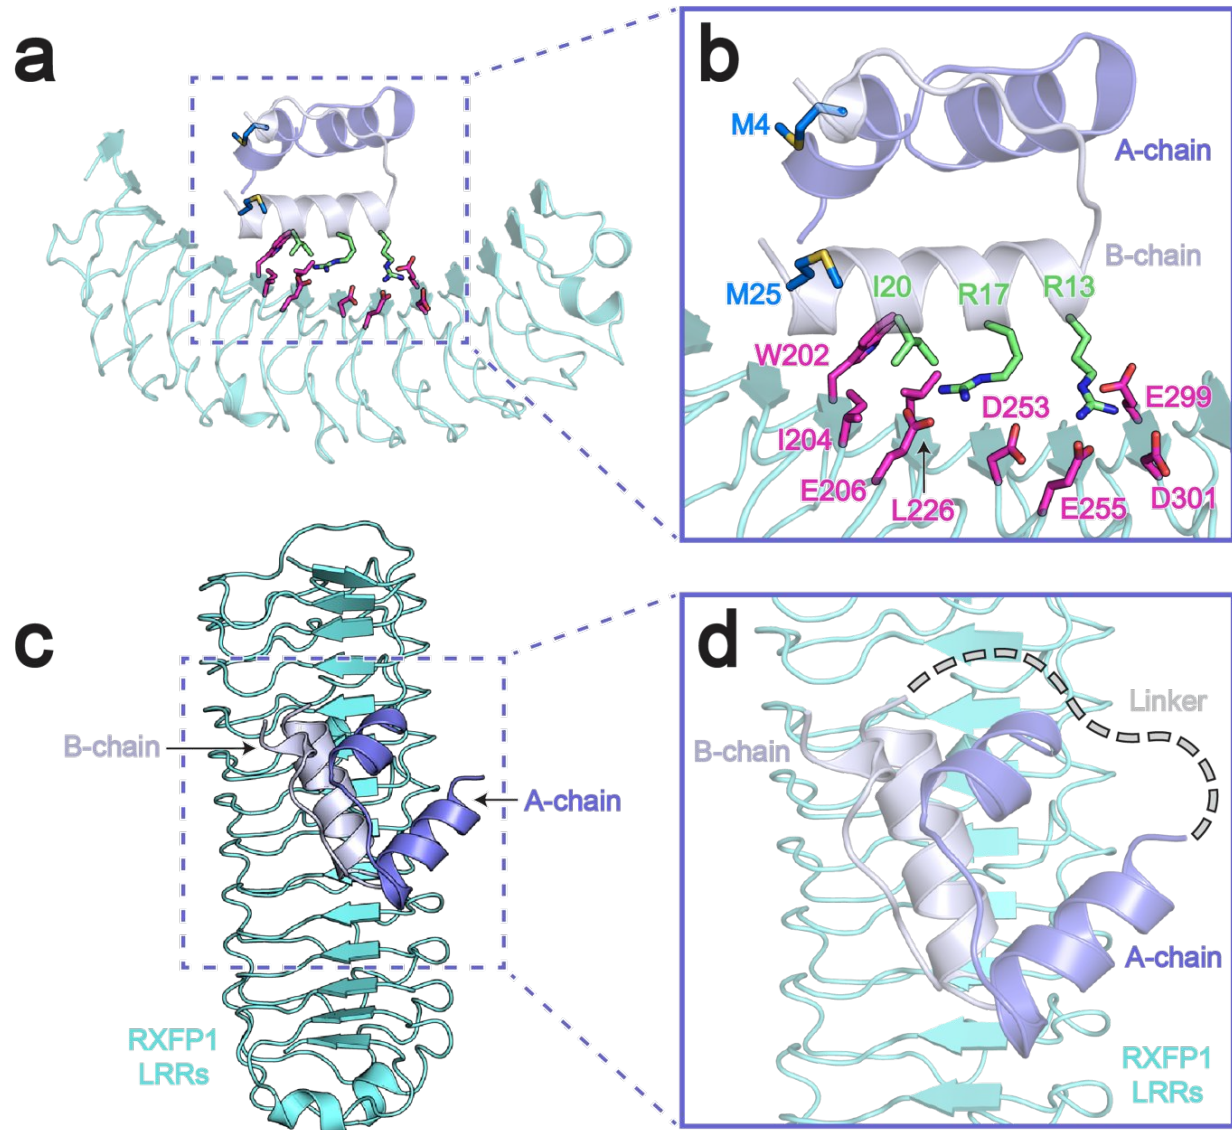 a
b
M4
A-chain
B-chain
M25
I20
R17
R13
W202
E299
D253
I204
E206
L226
E255
D301
c
d
Linker
B-chain
B-chain
A-chain
A-chain
RXFP1
LRRs
RXFP1
LRRs